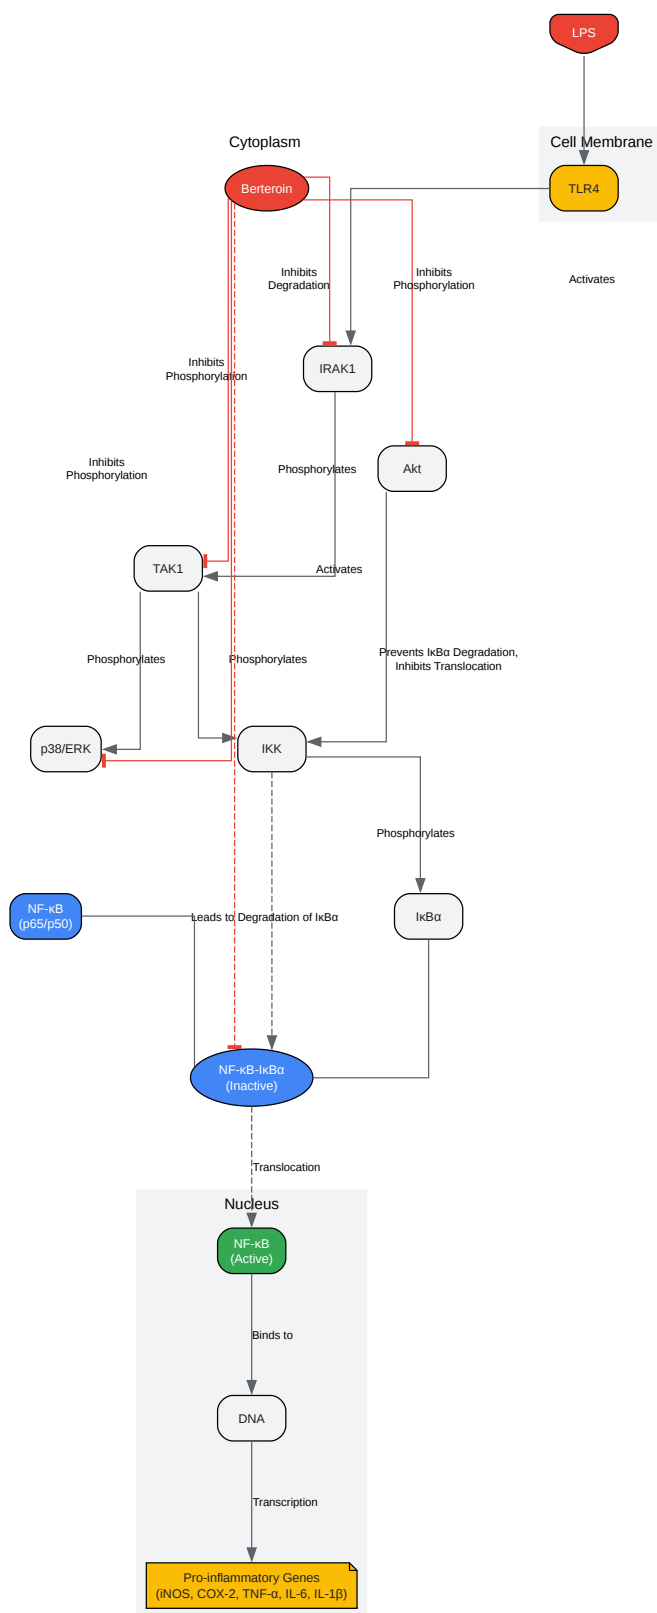 LPS
Cytoplasm
Cell Membrane
Berteroin
TLR4
Inhibits
Degradation
Inhibits
Phosphorylation
Activates
Inhibits
Phosphorylation
IRAK1
Inhibits
Phosphorylation
Phosphorylates
Akt
TAK1
Activates
Phosphorylates
Phosphorylates
Prevents IκBα Degradation,
Inhibits Translocation
p38/ERK
IKK
Phosphorylates
NF-κB
(p65/p50)
Leads to Degradation of IκBα
IκBα
NF-κB-IκBα
(Inactive)
Translocation
Nucleus
NF-κB
(Active)
Binds to
DNA
Transcription
Pro-inflammatory Genes
(iNOS, COX-2, TNF-α, IL-6, IL-1β)